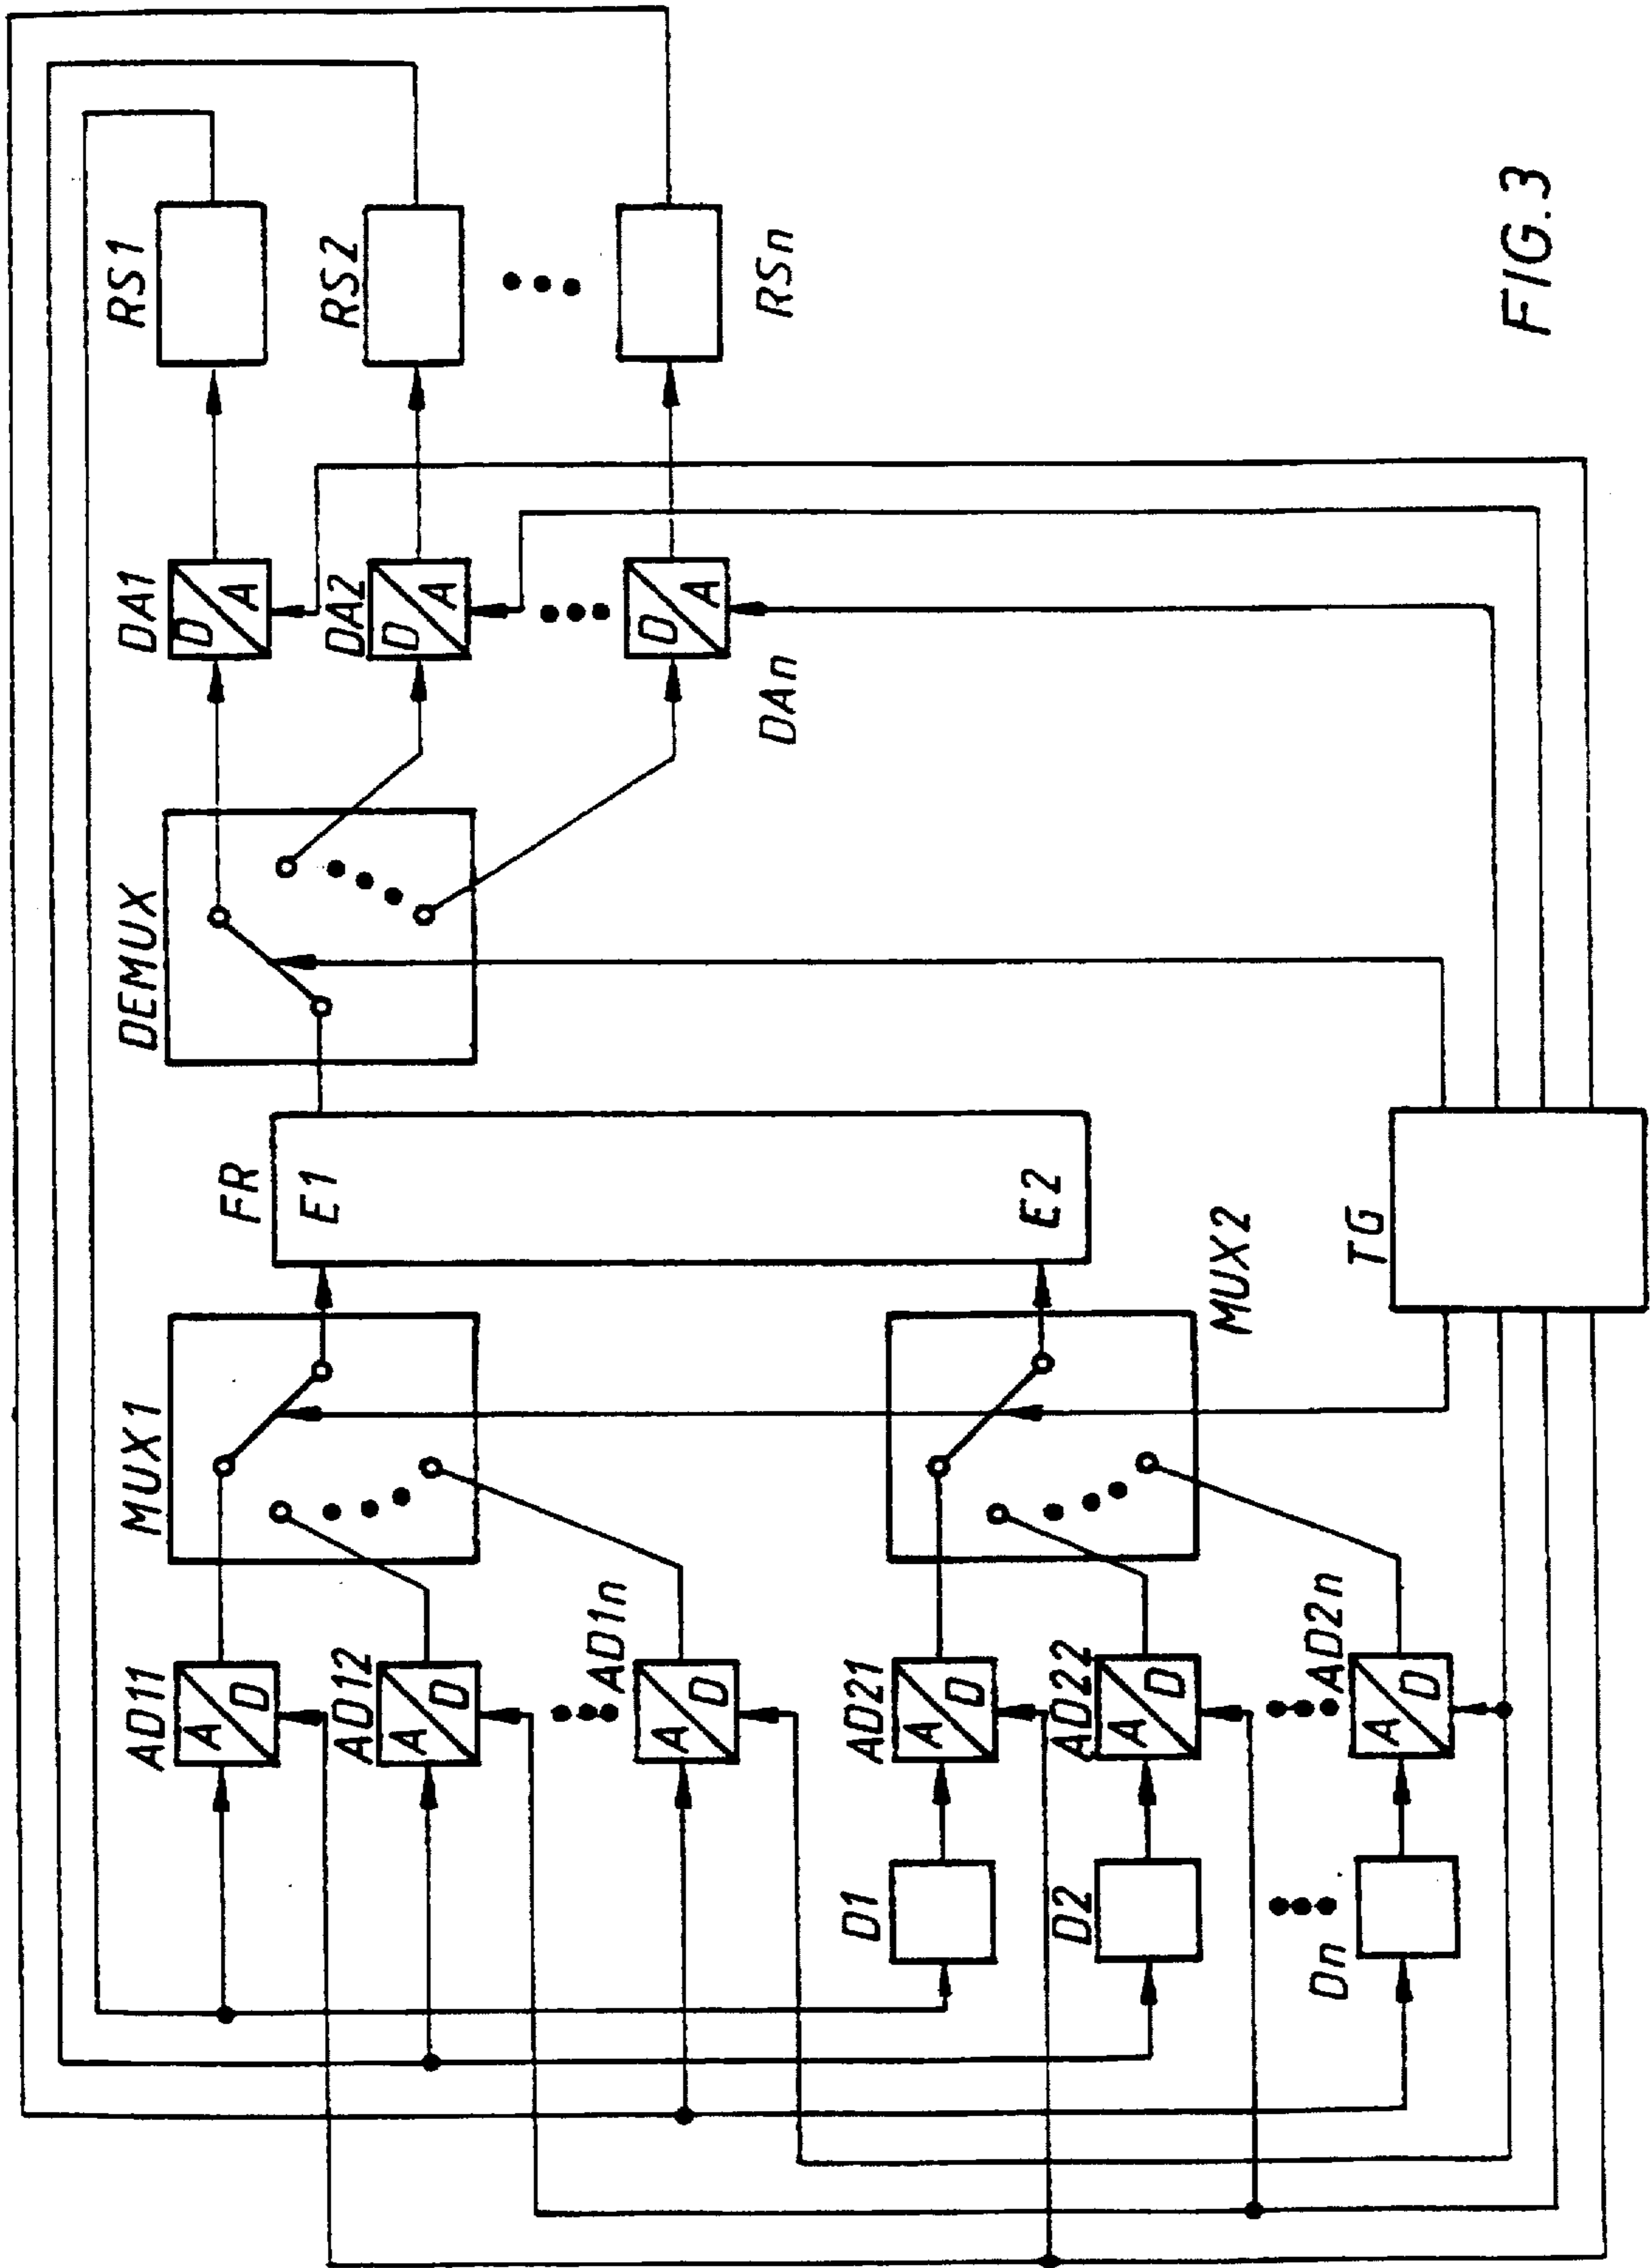 RS1
RS2
RSn
DA1
D
A
DA2
D
A
DAn
D
A
DEMUX
FR
E1
E2
MUX1
MUX2
TG
AD11
A
D
AD12
A
D
AD1n
A
D
AD21
A
D
AD22
A
D
AD2n
A
D
D1
D2
Dn
FIG.3